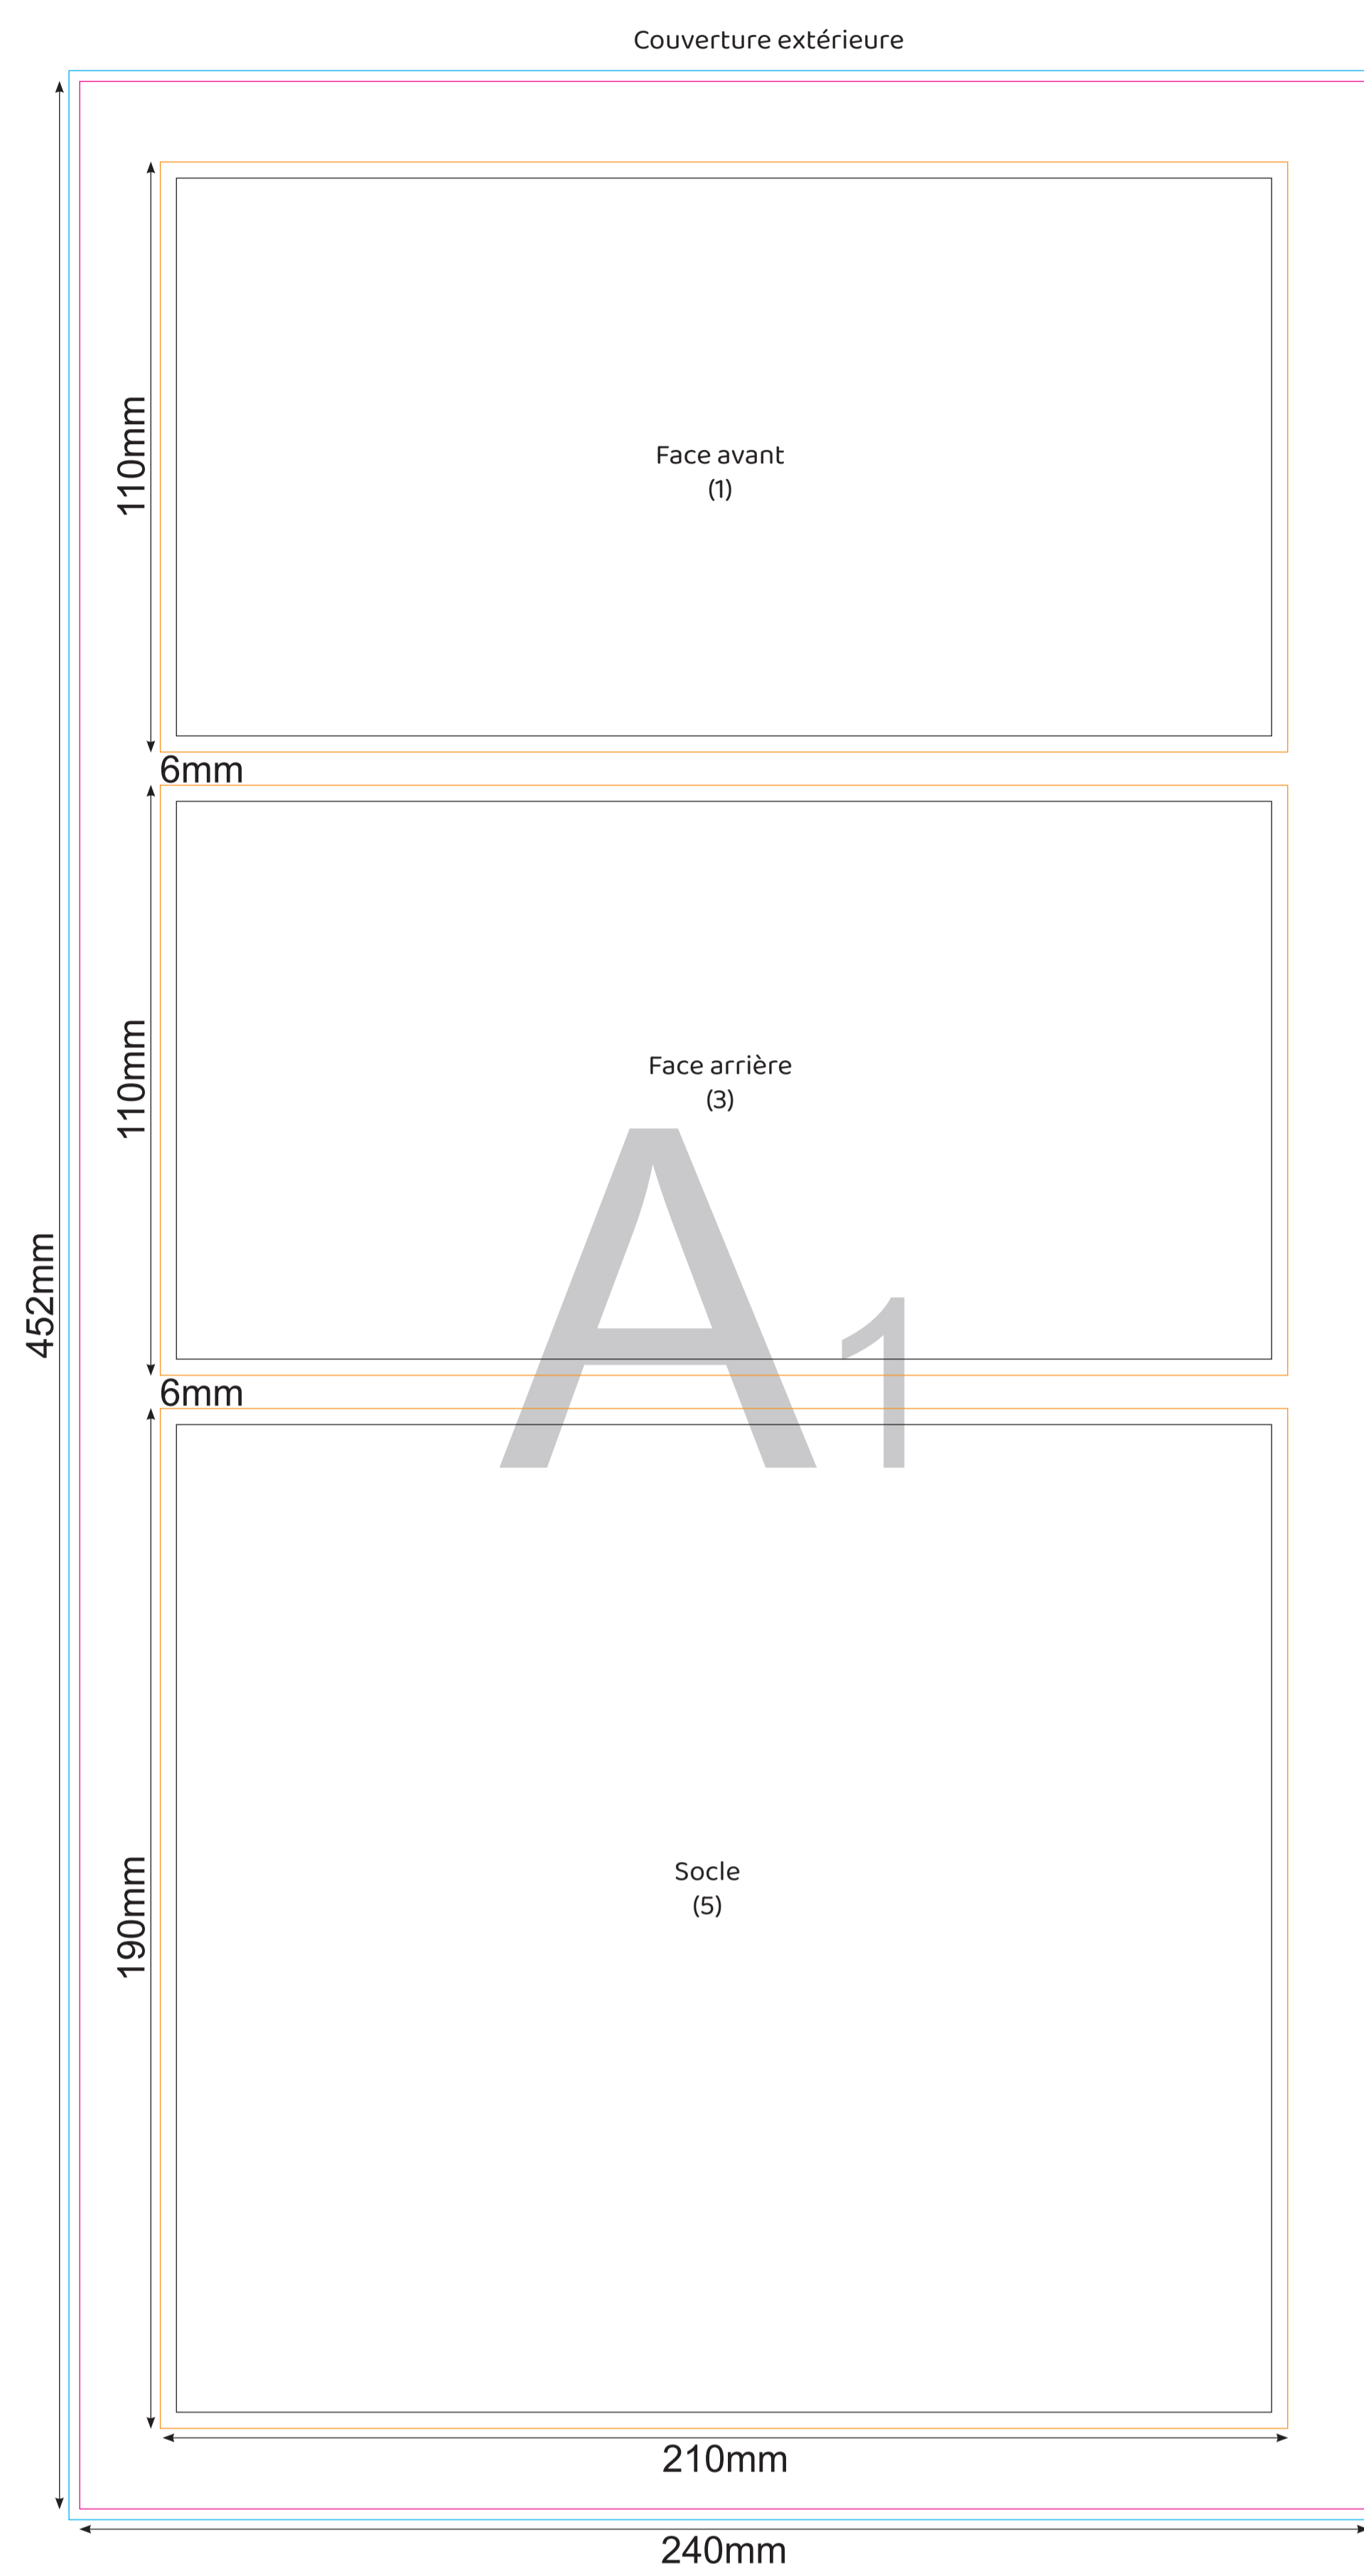 Couverture extérieure
110mm
Face avant
(1)
6mm
110mm
Face arrière
(3)
A1
452mm
6mm
190mm
Socle
(5)
210mm
240mm